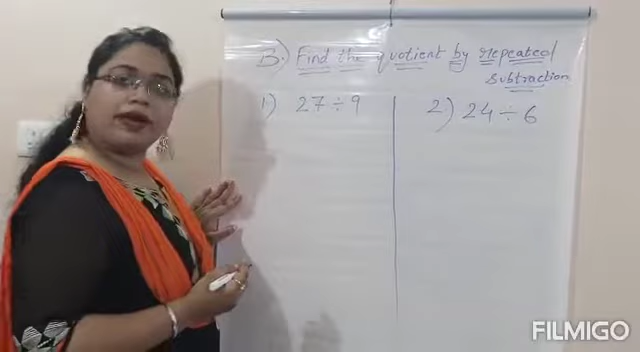 B.) Find the quotient by repeated
subtraction
1) 27 ÷ 9
2) 24 ÷ 6
FILMIGO